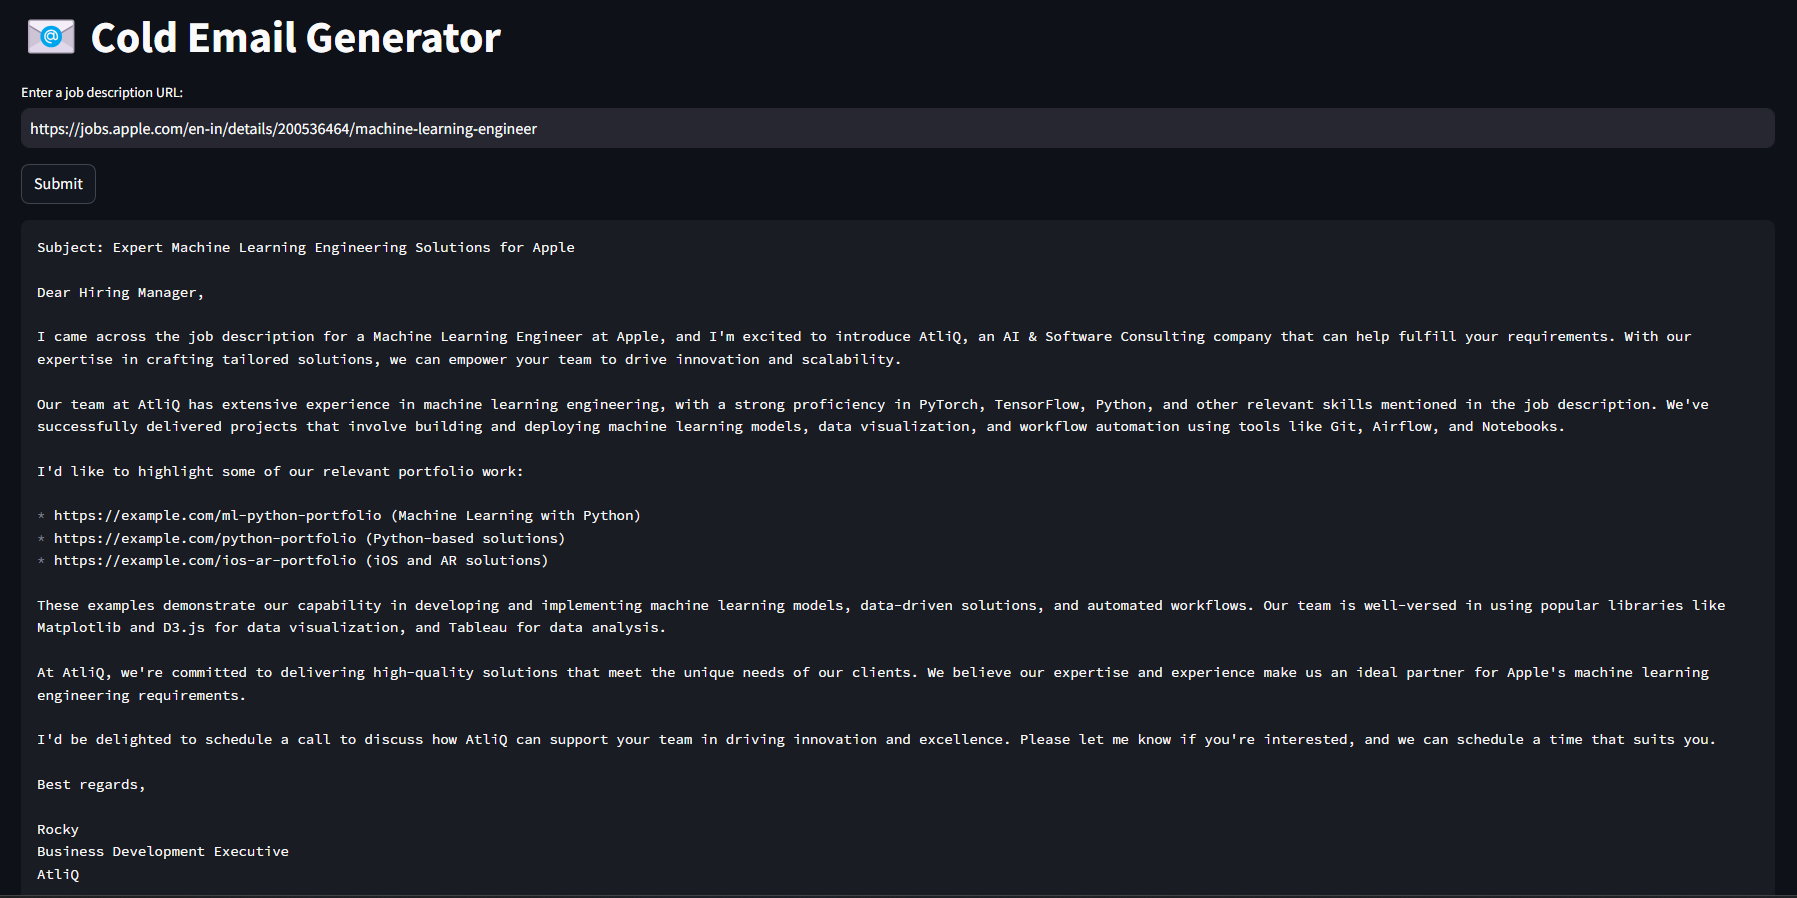 Cold Email Generator
Enter a job description URL:
https://jobs.apple.com/en-in/details/200536464/machine-learning-engineer
Submit
Subject: Expert Machine Learning Engineering Solutions for Apple
Dear Hiring Manager,
I came across the job description for a Machine Learning Engineer at Apple, and I'm excited to introduce AtliQ, an AI & Software Consulting company that can help fulfill your requirements. With our
expertise in crafting tailored solutions, we can empower your team to drive innovation and scalability.
Our team at AtliQ has extensive experience in machine learning engineering, with a strong proficiency in PyTorch, TensorFlow, Python, and other relevant skills mentioned in the job description. We've
successfully delivered projects that involve building and deploying machine learning models, data visualization, and workflow automation using tools like Git, Airflow, and Notebooks.
I'd like to highlight some of our relevant portfolio work:
* https://example.com/ml-python-portfolio (Machine Learning with Python)
* https://example.com/python-portfolio (Python-based solutions)
* https://example.com/ios-ar-portfolio (iOS and AR solutions)
These examples demonstrate our capability in developing and implementing machine learning models, data-driven solutions, and automated workflows. Our team is well-versed in using popular libraries like
Matplotlib and D3.js for data visualization, and Tableau for data analysis.
At AtliQ, we're committed to delivering high-quality solutions that meet the unique needs of our clients. We believe our expertise and experience make us an ideal partner for Apple's machine learning
engineering requirements.
I'd be delighted to schedule a call to discuss how AtliQ can support your team in driving innovation and excellence. Please let me know if you're interested, and we can schedule a time that suits you.
Best regards,
Rocky
Business Development Executive
AtliQ